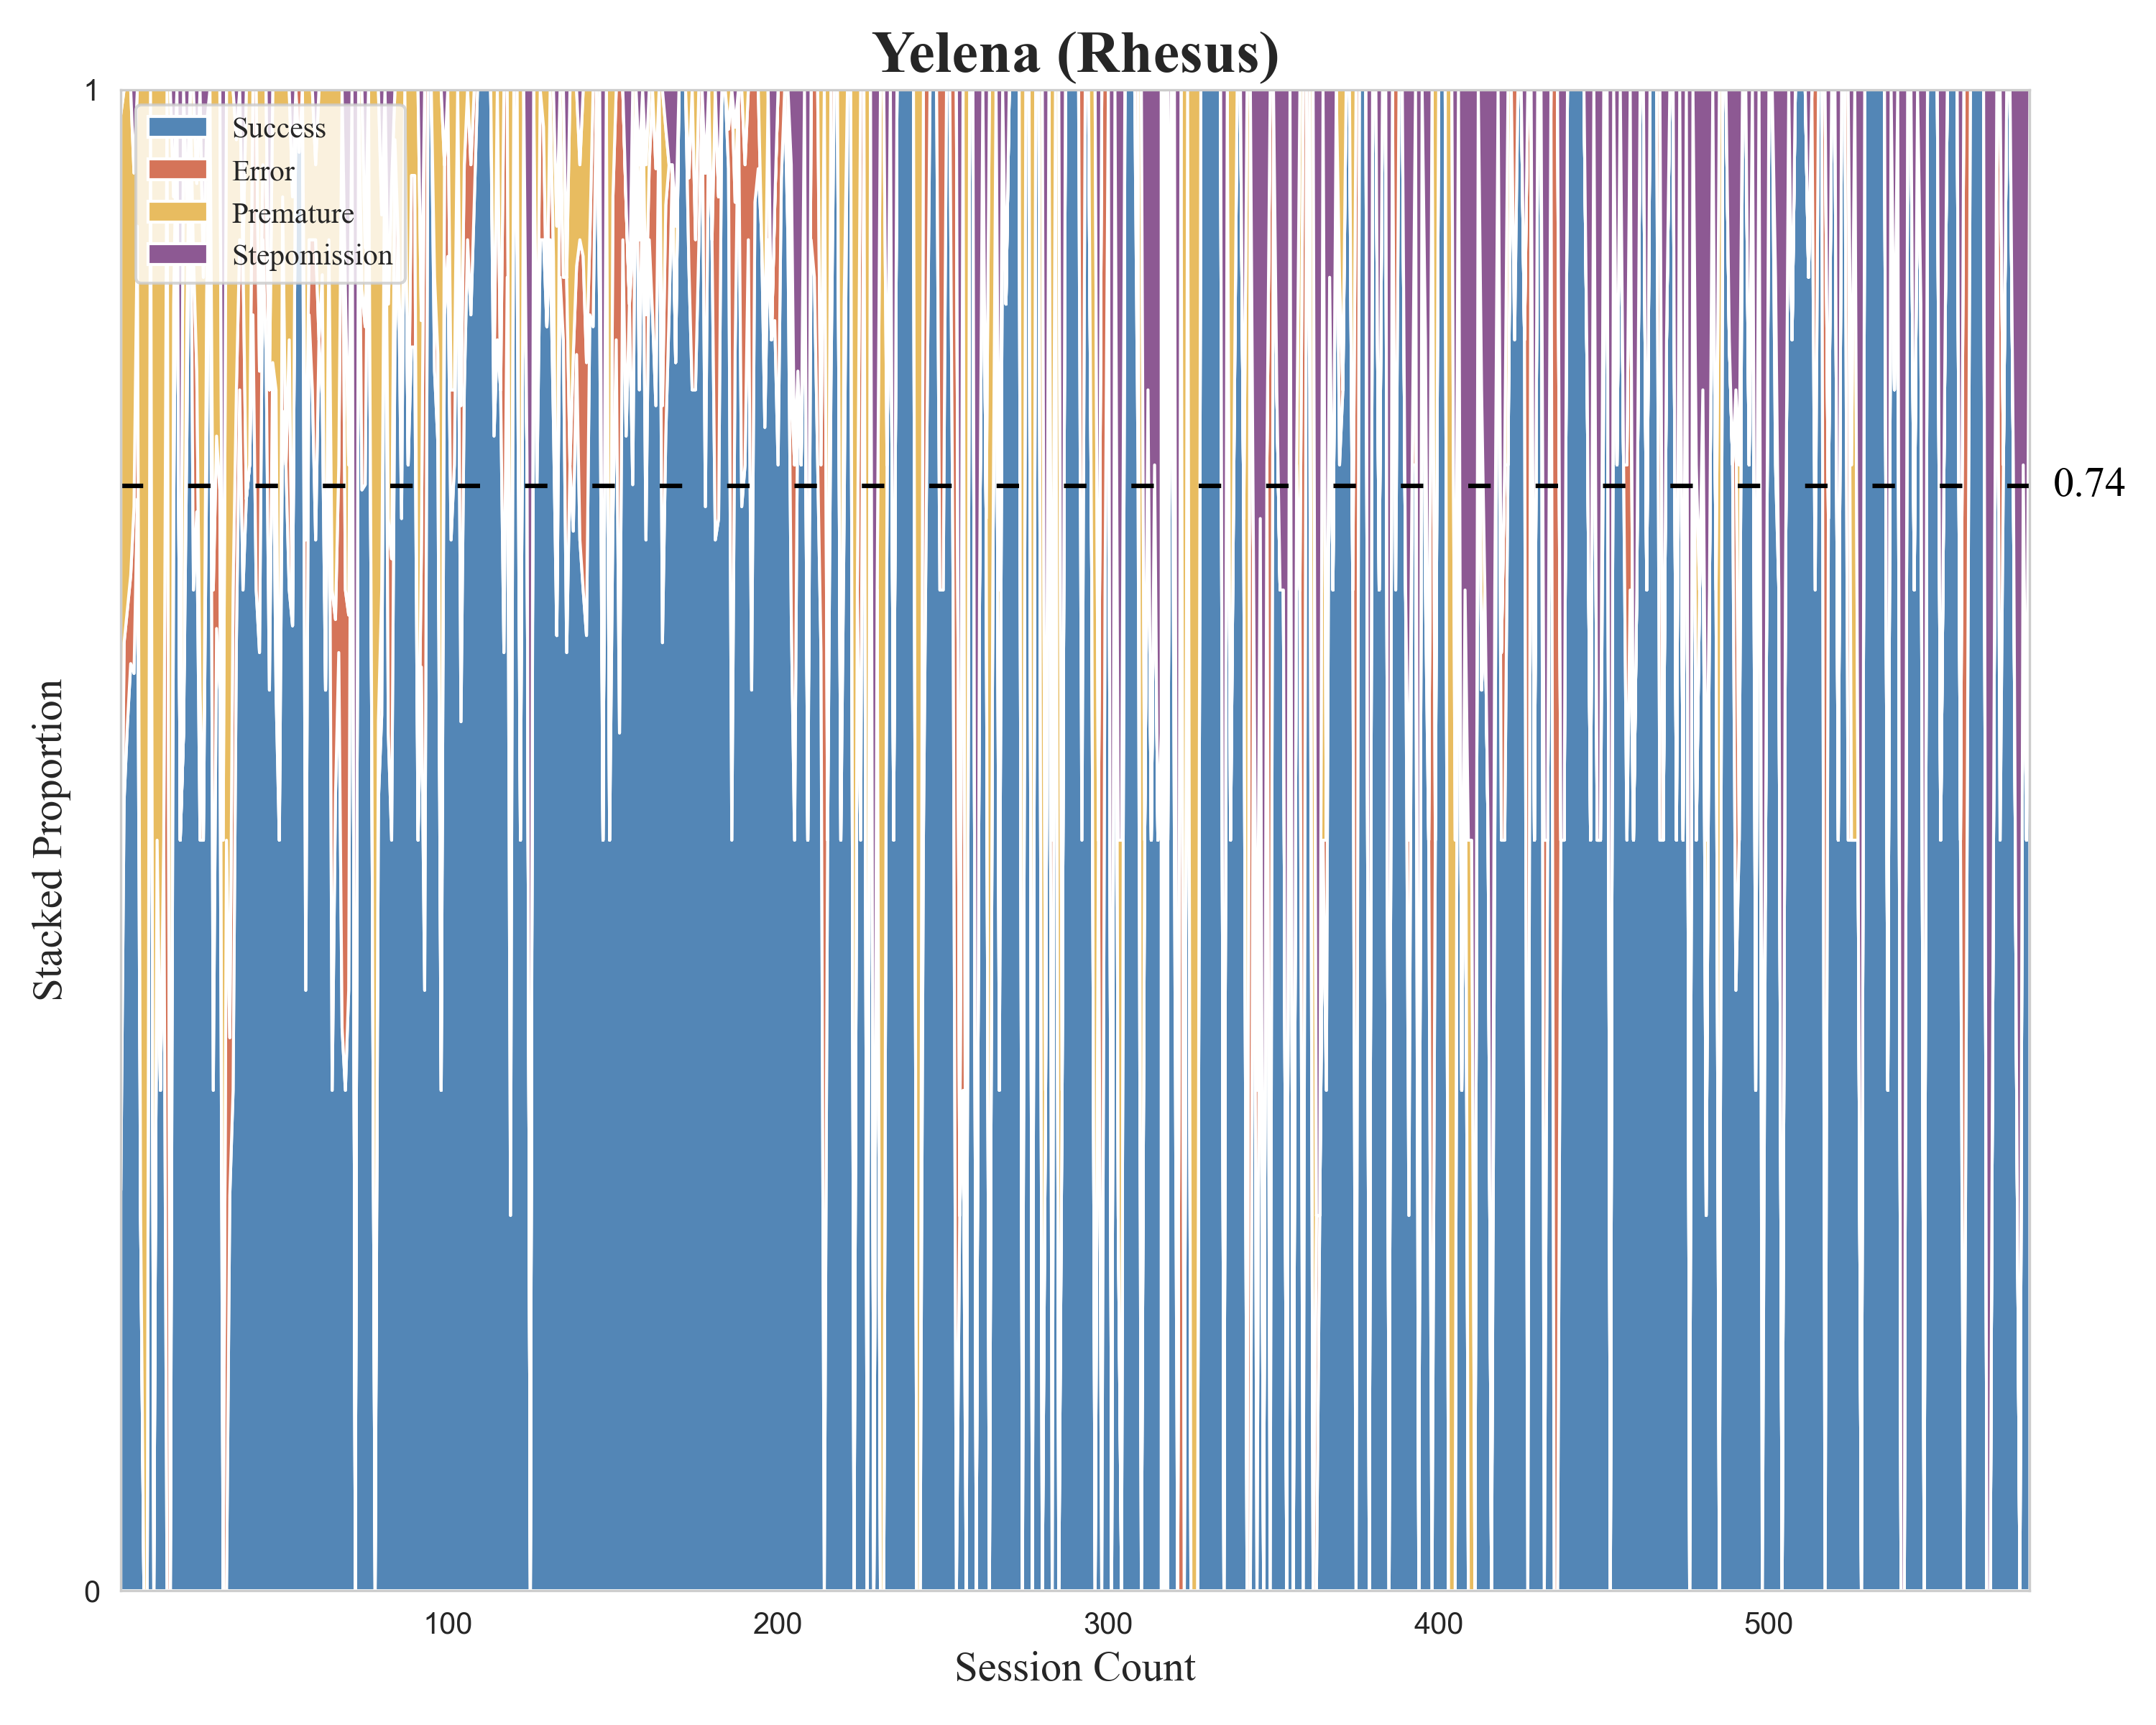 Yelena (Rhesus)
1
Success
Error
Premature
Stepomission
0.74
Stacked Proportion
0
100 200 300 400 500
Session Count